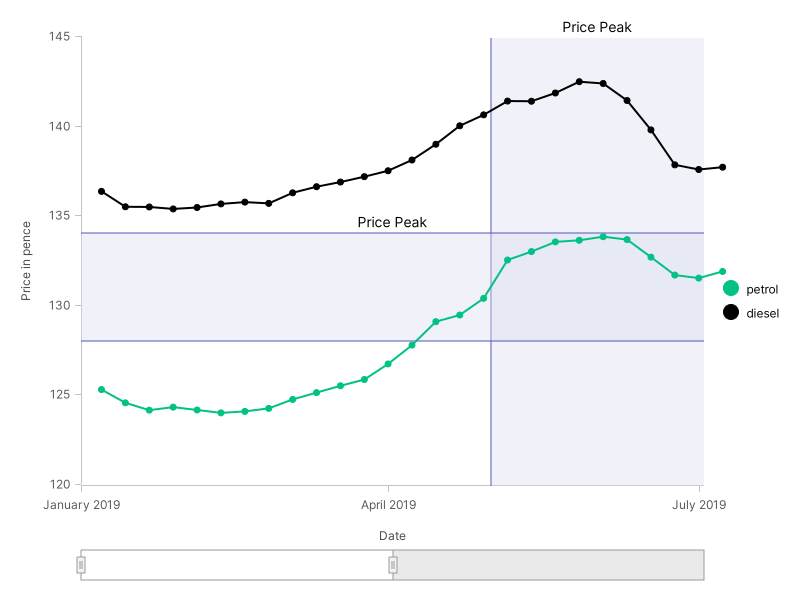 Price Peak
145
140
135
130
125
120
Price in pence
Price Peak
petrol
diesel
January 2019
April 2019
July 2019
Date